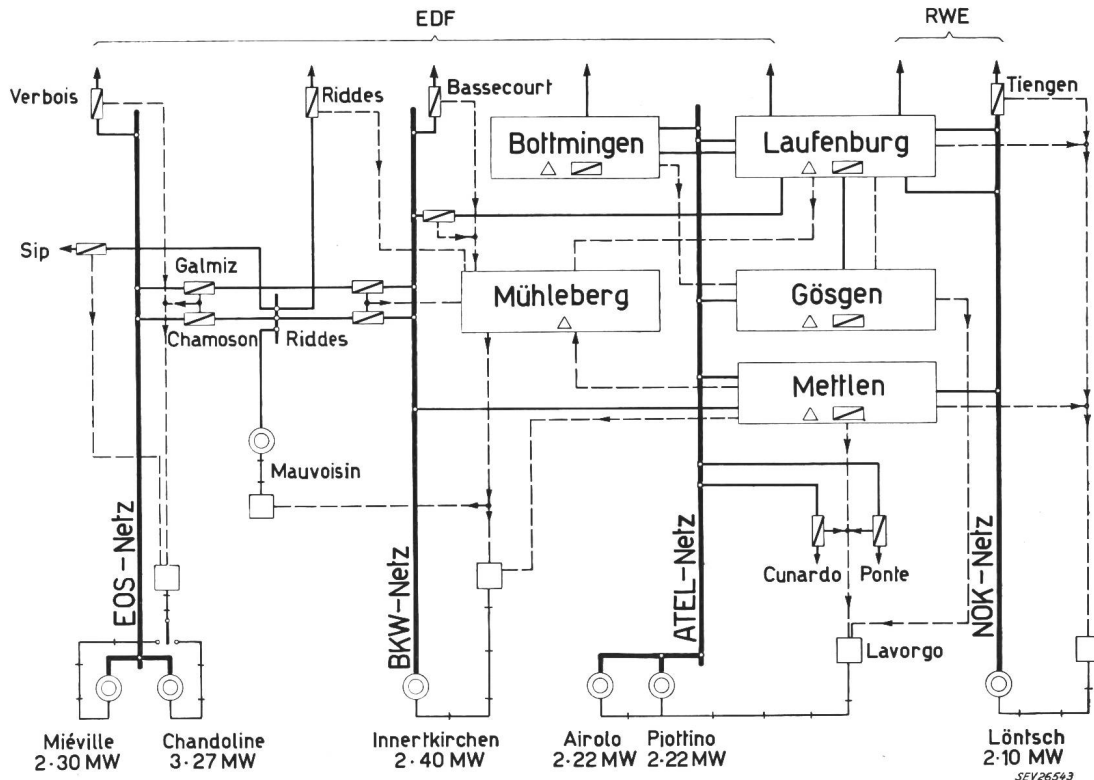 EDF
RWE
Verbois
Riddes
Bassecourt
Tiengen
Bottmingen
Laufenburg
Sip
Galmiz
Mühleberg
Gösgen
Chamoson
Riddes
Mettlen
Mauvoisin
EOS-Netz
BKW-Netz
ATEL-Netz
NOK-Netz
Cunardo
Ponte
Lavorgo
Miéville
2·30 MW
Chandoline
3·27 MW
Innertkirchen
2·40 MW
Airolo
2·22 MW
Piottino
2·22 MW
Löntsch
2·10 MW
SEV26543